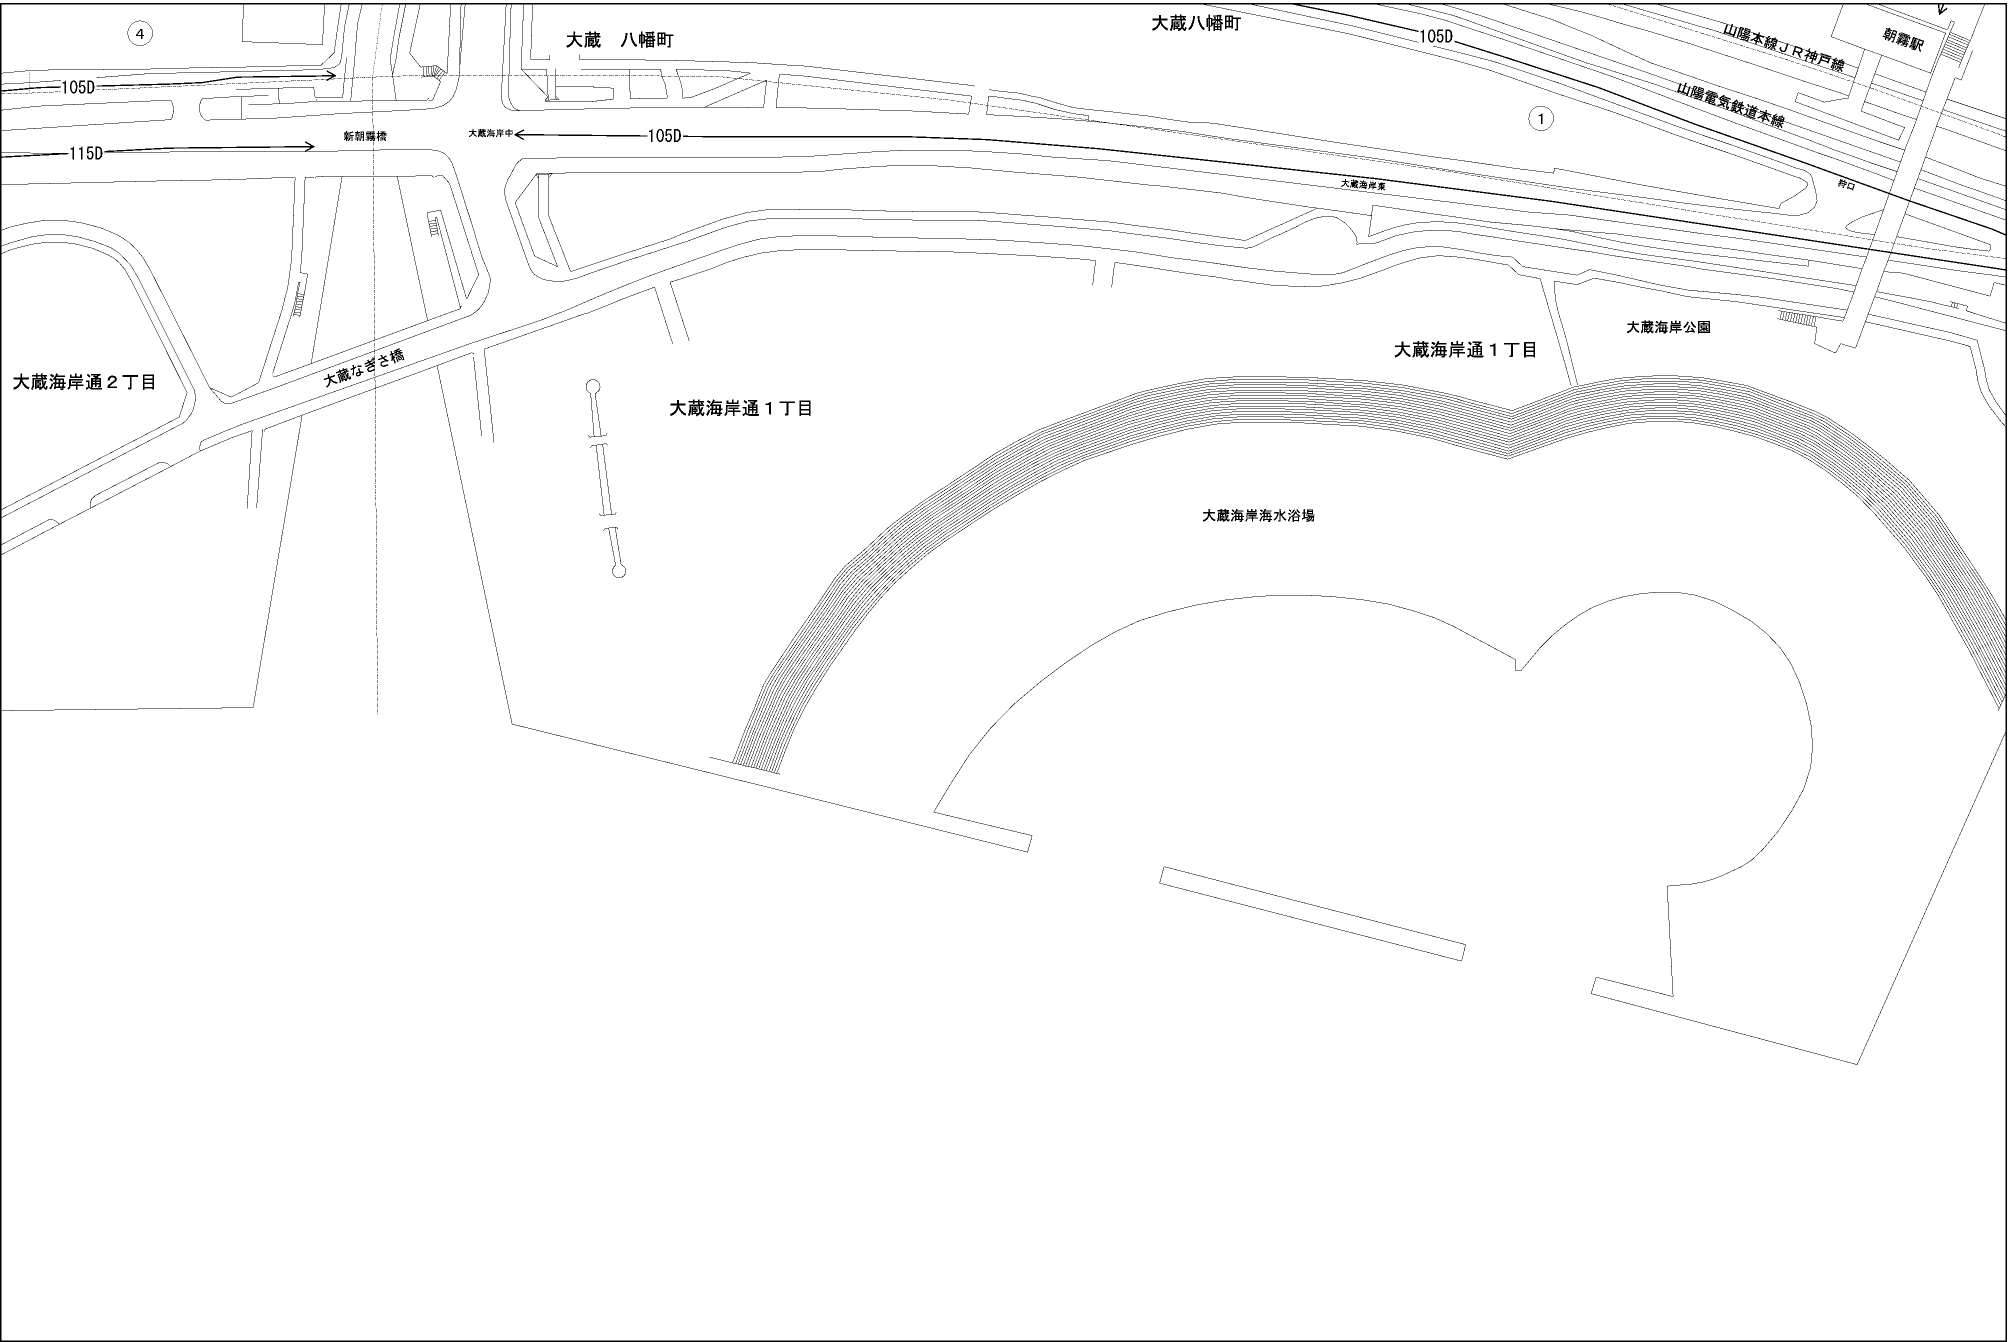 大蔵八幡町
山陽本線JR神戸線
朝霧駅
④
大蔵　八幡町
105D
105D
山陽電気鉄道本線
①
新朝霧橋
大蔵海岸中
105D
115D
大蔵海岸東
狩口
大蔵海岸公園
大蔵海岸通1丁目
大蔵なぎさ橋
大蔵海岸通2丁目
大蔵海岸通1丁目
大蔵海岸海水浴場